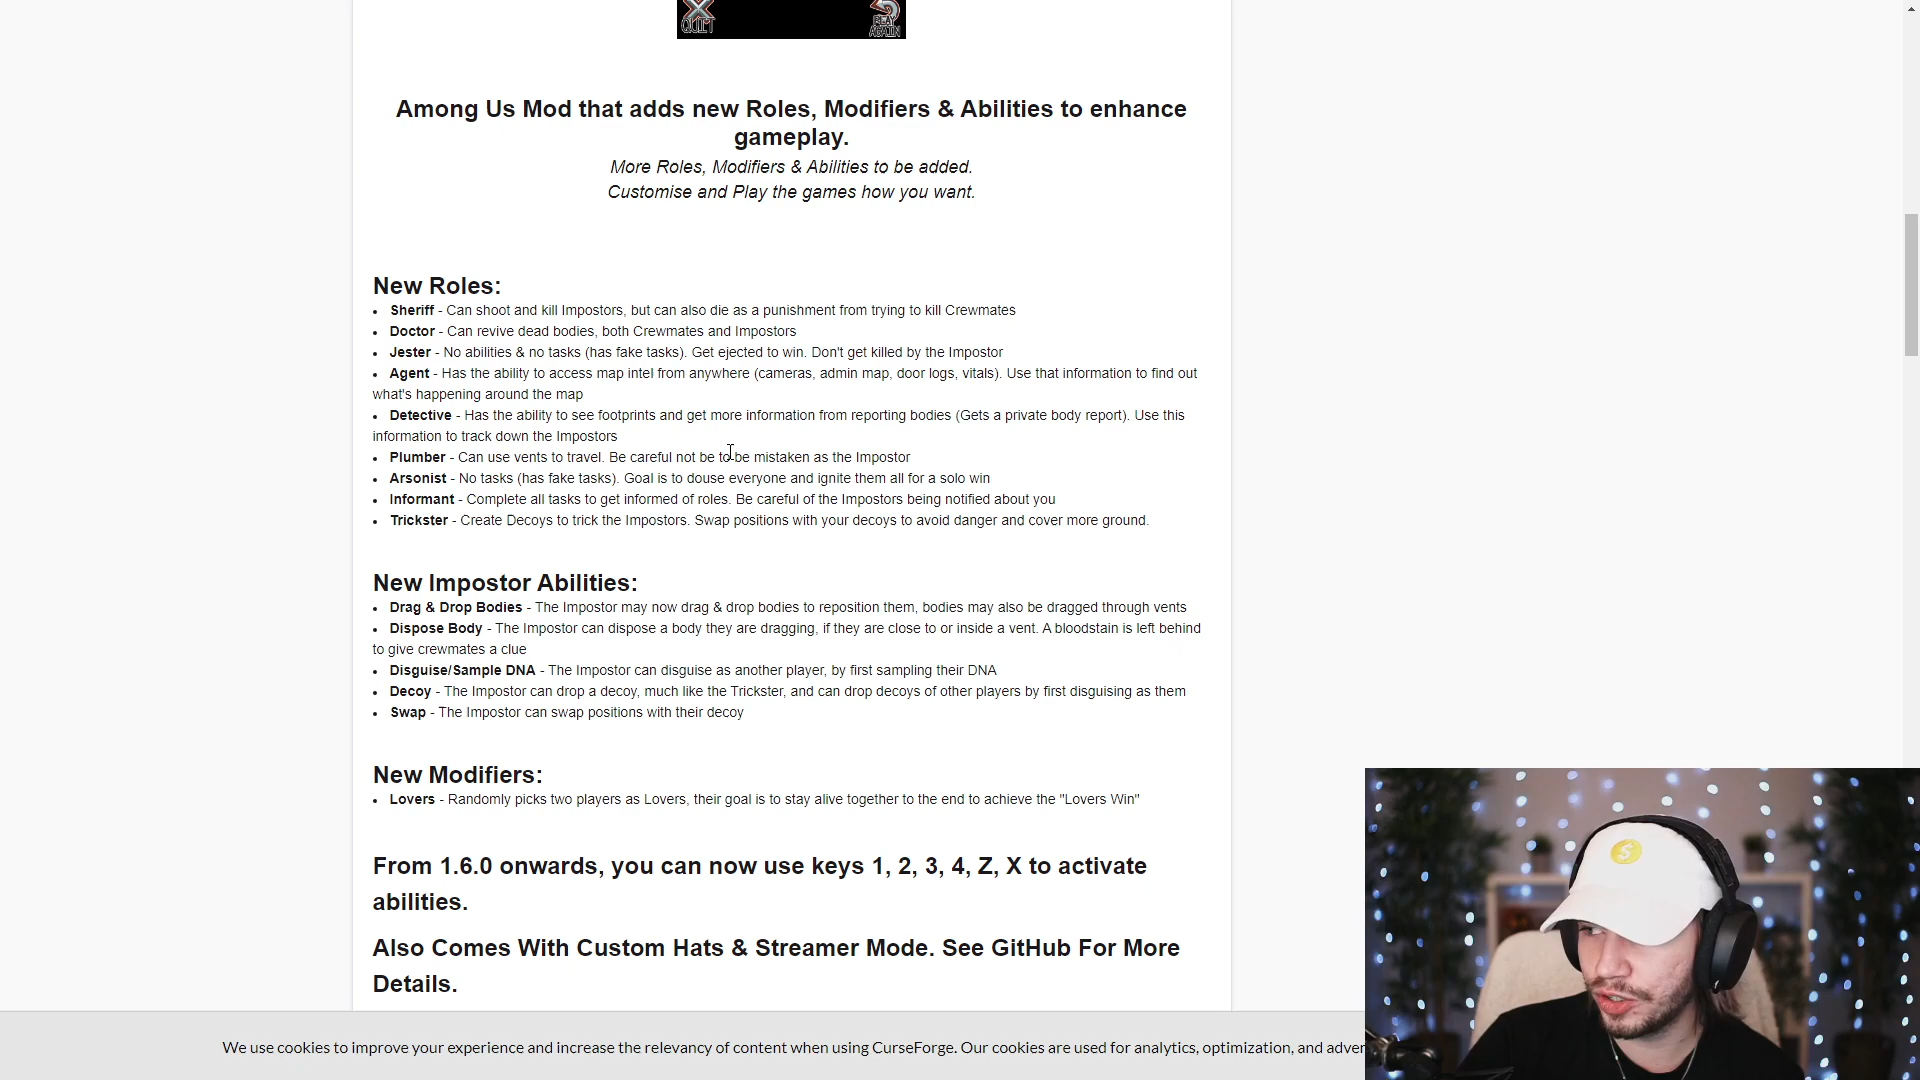 QUIT
PLAY
AGAIN
Among Us Mod that adds new Roles, Modifiers & Abilities to enhance
gameplay.
More Roles, Modifiers & Abilities to be added.
Customise and Play the games how you want.
New Roles:
• Sheriff - Can shoot and kill Impostors, but can also die as a punishment from trying to kill Crewmates
• Doctor - Can revive dead bodies, both Crewmates and Impostors
• Jester - No abilities & no tasks (has fake tasks). Get ejected to win. Don't get killed by the Impostor
• Agent - Has the ability to access map intel from anywhere (cameras, admin map, door logs, vitals). Use that information to find out
what's happening around the map
• Detective - Has the ability to see footprints and get more information from reporting bodies (Gets a private body report). Use this
information to track down the Impostors
• Plumber - Can use vents to travel. Be careful not be to be mistaken as the Impostor
• Arsonist - No tasks (has fake tasks). Goal is to douse everyone and ignite them all for a solo win
• Informant - Complete all tasks to get informed of roles. Be careful of the Impostors being notified about you
• Trickster - Create Decoys to trick the Impostors. Swap positions with your decoys to avoid danger and cover more ground.
New Impostor Abilities:
• Drag & Drop Bodies - The Impostor may now drag & drop bodies to reposition them, bodies may also be dragged through vents
• Dispose Body - The Impostor can dispose a body they are dragging, if they are close to or inside a vent. A bloodstain is left behind
to give crewmates a clue
• Disguise/Sample DNA - The Impostor can disguise as another player, by first sampling their DNA
• Decoy - The Impostor can drop a decoy, much like the Trickster, and can drop decoys of other players by first disguising as them
• Swap - The Impostor can swap positions with their decoy
New Modifiers:
• Lovers - Randomly picks two players as Lovers, their goal is to stay alive together to the end to achieve the "Lovers Win"
From 1.6.0 onwards, you can now use keys 1, 2, 3, 4, Z, X to activate
abilities.
Also Comes With Custom Hats & Streamer Mode. See GitHub For More
Details.
We use cookies to improve your experience and increase the relevancy of content when using CurseForge. Our cookies are used for analytics, optimization, and adver
$